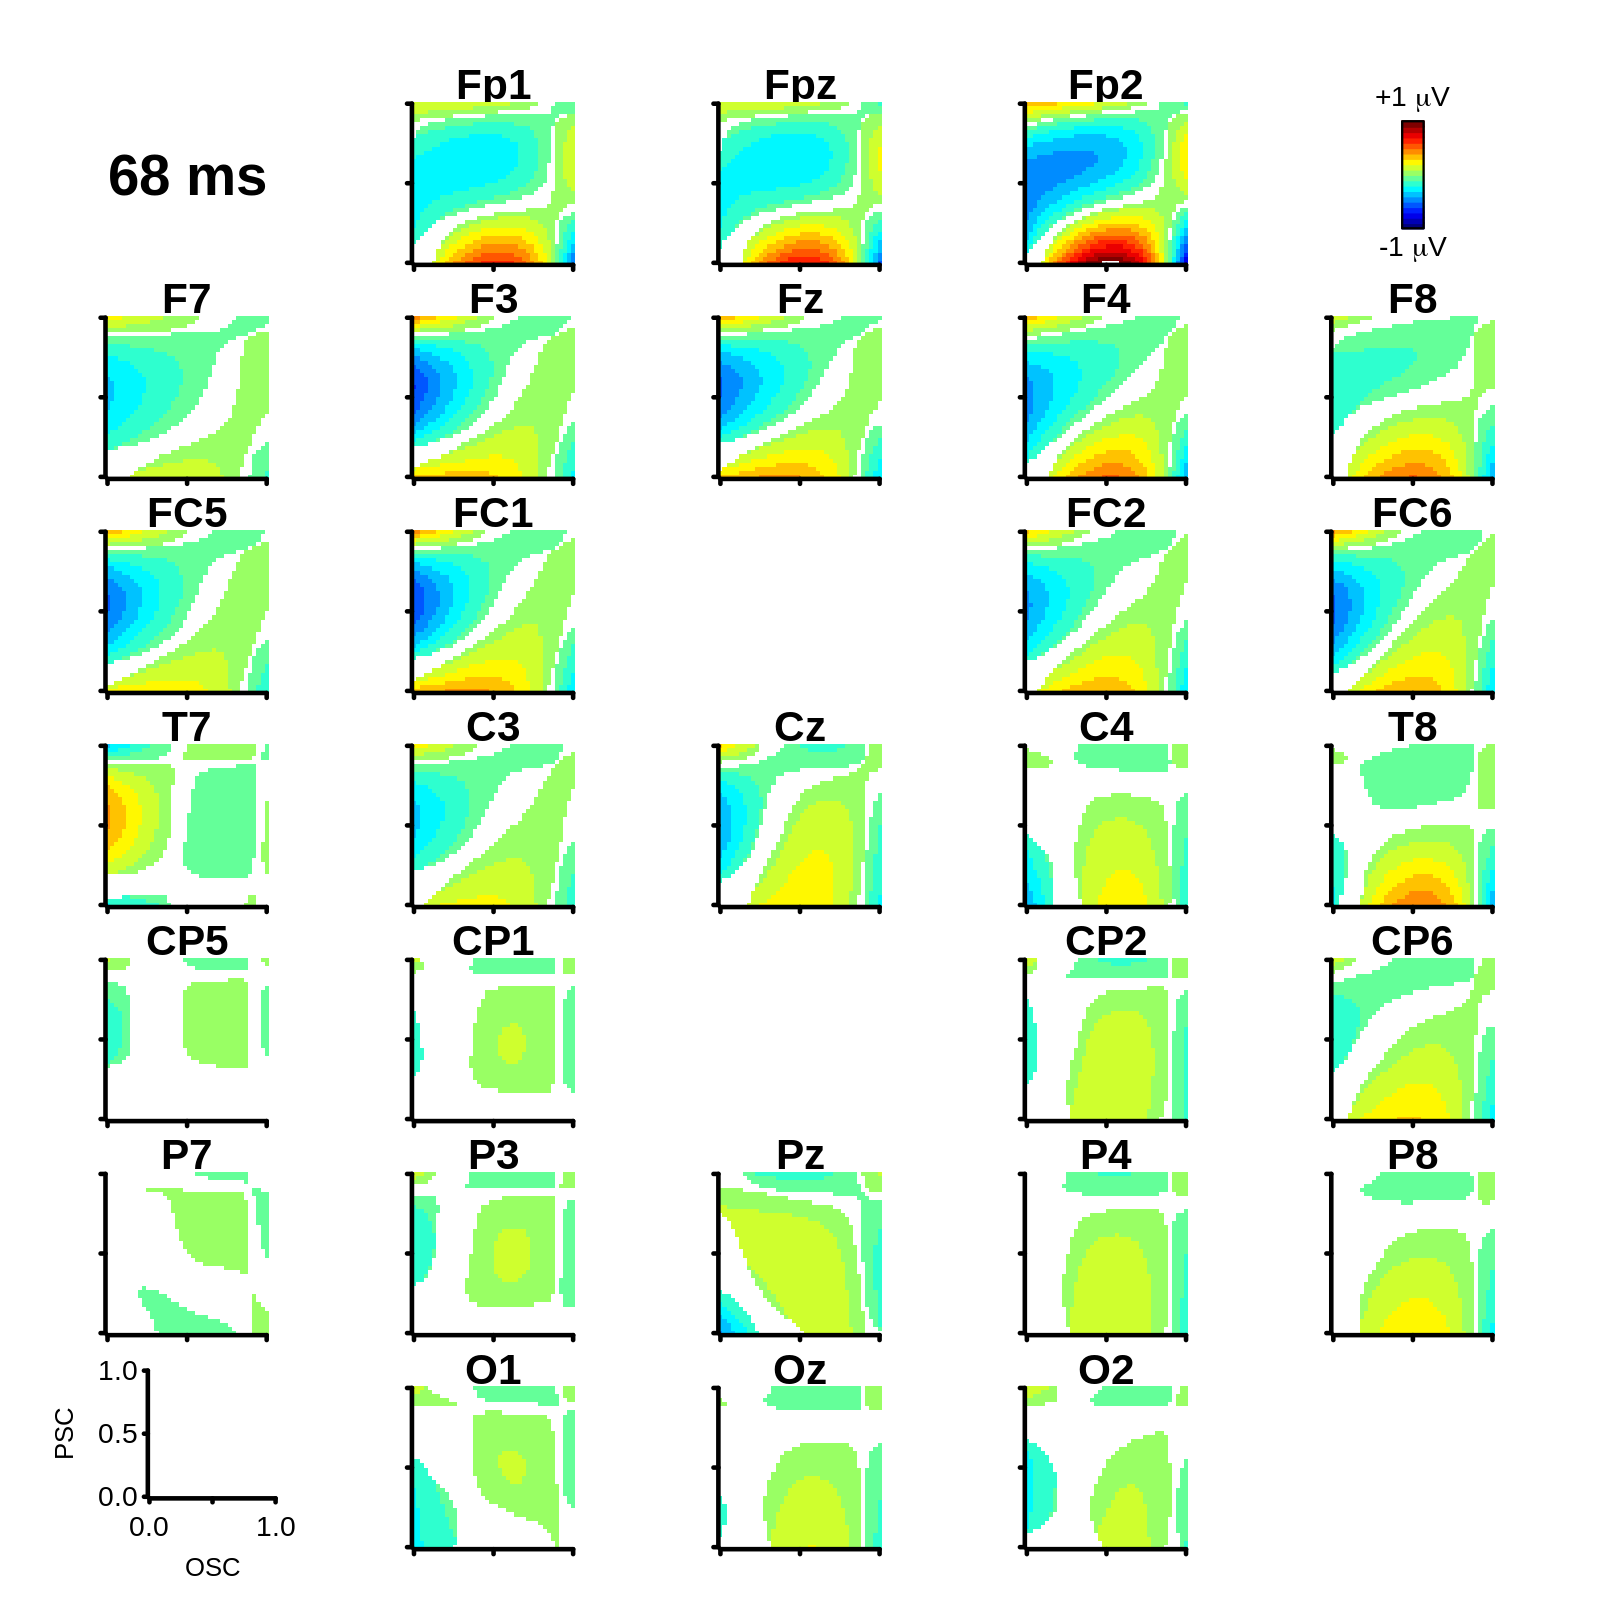 Fp1 Fpz Fp2
+1 μV
68 ms
-1 μV
F7 F3 Fz F4 F8
FC5 FC1 FC2 FC6
T7 C3 Cz C4 T8
CP5 CP1 CP2 CP6
P7 P3 Pz P4 P8
O1 Oz O2
1.0
PSC
0.5
0.0
0.0 1.0
OSC